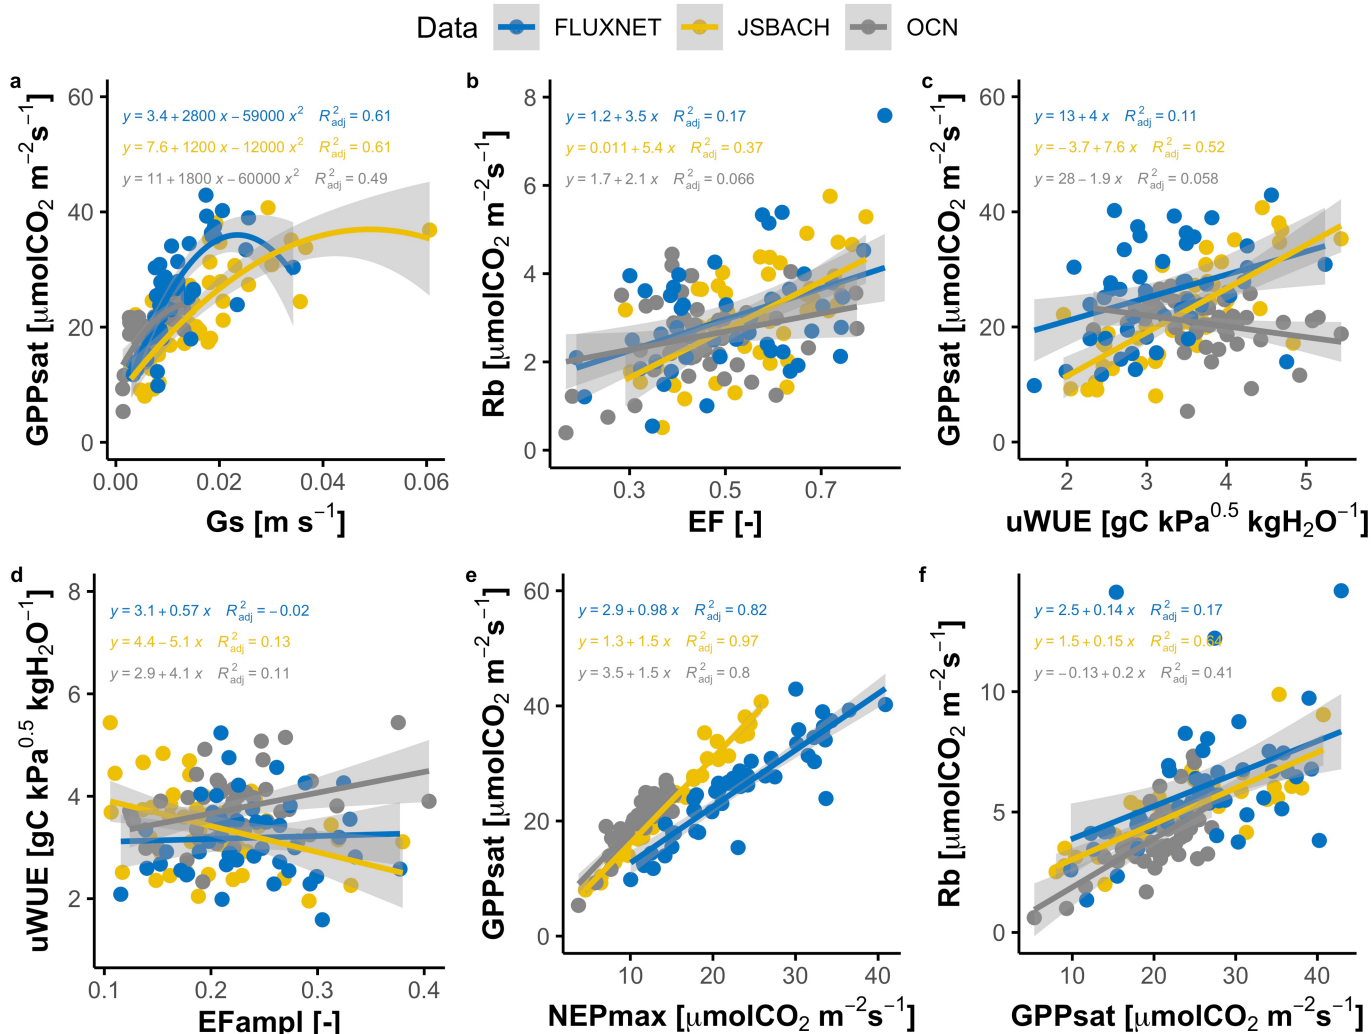 Data FLUXNET JSBACH OCN
a
y = 3.4 + 2800 x − 59000 x² R²adj = 0.61
y = 7.6 + 1200 x − 12000 x² R²adj = 0.61
y = 11 + 1800 x − 60000 x² R²adj = 0.49
GPPsat [μmolCO₂ m⁻²s⁻¹]
60
40
20
0
0.00 0.02 0.04 0.06
Gs [m s⁻¹]
b
y = 1.2 + 3.5 x R²adj = 0.17
y = 0.011 + 5.4 x R²adj = 0.37
y = 1.7 + 2.1 x R²adj = 0.066
Rb [μmolCO₂ m⁻²s⁻¹]
8
6
4
2
0
0.3 0.5 0.7
EF [-]
c
y = 13 + 4 x R²adj = 0.11
y = −3.7 + 7.6 x R²adj = 0.52
y = 28 − 1.9 x R²adj = 0.058
GPPsat [μmolCO₂ m⁻²s⁻¹]
60
40
20
0
2 3 4 5
uWUE [gC kPa⁰·⁵ kgH₂O⁻¹]
d
y = 3.1 + 0.57 x R²adj = −0.02
y = 4.4 − 5.1 x R²adj = 0.13
y = 2.9 + 4.1 x R²adj = 0.11
uWUE [gC kPa⁰·⁵ kgH₂O⁻¹]
8
6
4
2
0.1 0.2 0.3 0.4
EFampl [-]
e
y = 2.9 + 0.98 x R²adj = 0.82
y = 1.3 + 1.5 x R²adj = 0.97
y = 3.5 + 1.5 x R²adj = 0.8
GPPsat [μmolCO₂ m⁻²s⁻¹]
60
40
20
0
10 20 30 40
NEPmax [μmolCO₂ m⁻²s⁻¹]
f
y = 2.5 + 0.14 x R²adj = 0.17
y = 1.5 + 0.15 x R²adj = 0.64
y = −0.13 + 0.2 x R²adj = 0.41
Rb [μmolCO₂ m⁻²s⁻¹]
10
5
0
10 20 30 40
GPPsat [μmolCO₂ m⁻²s⁻¹]